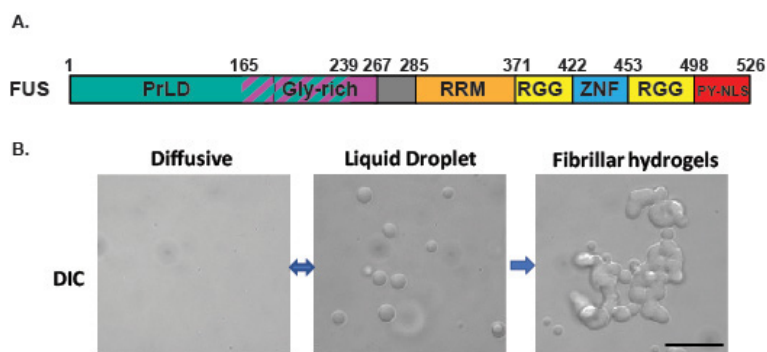 A.
1 165 239 267 285 371 422 453 498 526
FUS PrLD Gly-rich RRM RGG ZNF RGG PY-NLS
B.
Diffusive Liquid Droplet Fibrillar hydrogels
DIC